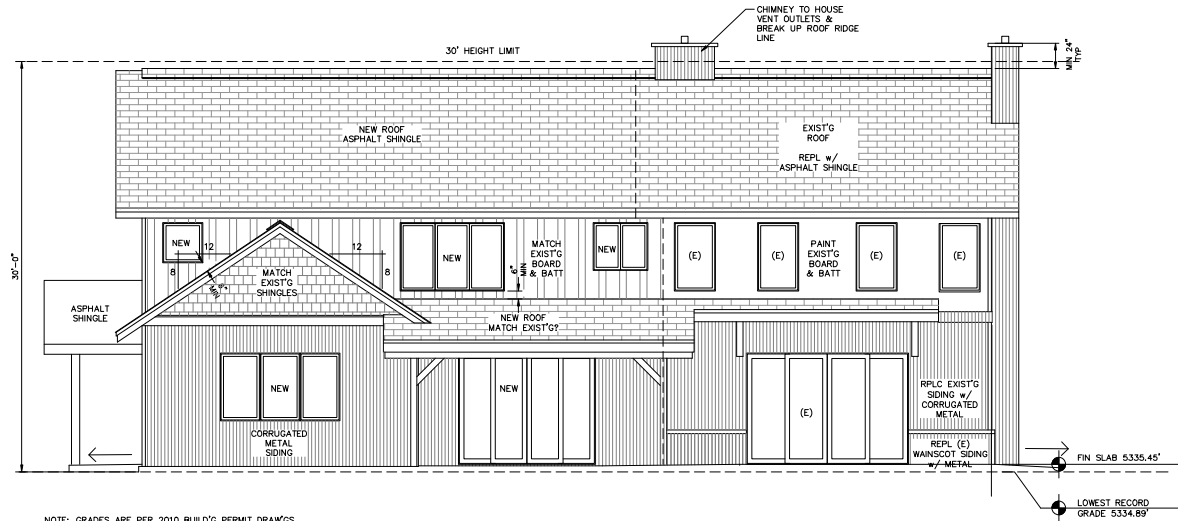 CHIMNEY TO HOUSE
VENT OUTLETS &
BREAK UP ROOF RIDGE
LINE
30' HEIGHT LIMIT
MIN 24"
TYP
NEW ROOF
ASPHALT SHINGLE
EXIST'G
ROOF
REPL w/
ASPHALT SHINGLE
30'-0"
NEW
12
12
8
8
8"
MIN
MATCH
EXIST'G
SHINGLES
NEW
6"
MIN
MATCH
EXIST'G
BOARD
& BATT
NEW
(E)
(E)
PAINT
EXIST'G
BOARD
& BATT
(E)
(E)
ASPHALT
SHINGLE
NEW ROOF
MATCH EXIST'G?
NEW
NEW
(E)
RPLC EXIST'G
SIDING w/
CORRUGATED
METAL
CORRUGATED
METAL
SIDING
REPL (E)
WAINSCOT SIDING
w/ METAL
FIN SLAB 5335.45'
LOWEST RECORD
GRADE 5334.89'
NOTE: GRADES ARE PER 2010 BUILD'G PERMIT DRAW'GS